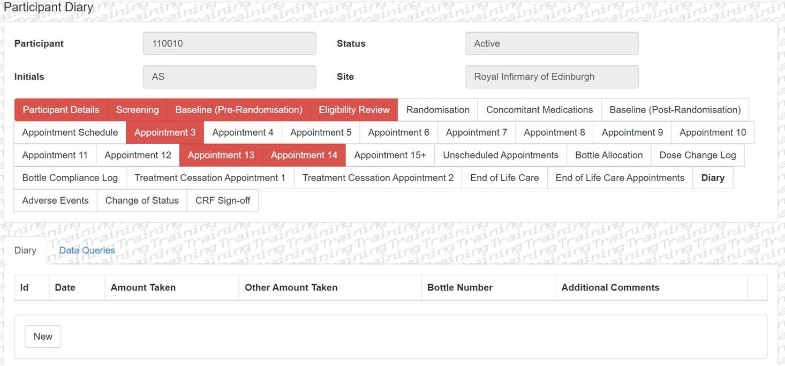 Participant Diary
Participant 110010 Status Active
Initials AS Site Royal Infirmary of Edinburgh
Participant Details Screening Baseline (Pre-Randomisation) Eligibility Review Randomisation Concomitant Medications Baseline (Post-Randomisation)
Appointment Schedule Appointment 3 Appointment 4 Appointment 5 Appointment 6 Appointment 7 Appointment 8 Appointment 9 Appointment 10
Appointment 11 Appointment 12 Appointment 13 Appointment 14 Appointment 15+ Unscheduled Appointments Bottle Allocation Dose Change Log
Bottle Compliance Log Treatment Cessation Appointment 1 Treatment Cessation Appointment 2 End of Life Care End of Life Care Appointments Diary
Adverse Events Change of Status CRF Sign-off
Diary Data Queries
Id Date Amount Taken Other Amount Taken Bottle Number Additional Comments
New